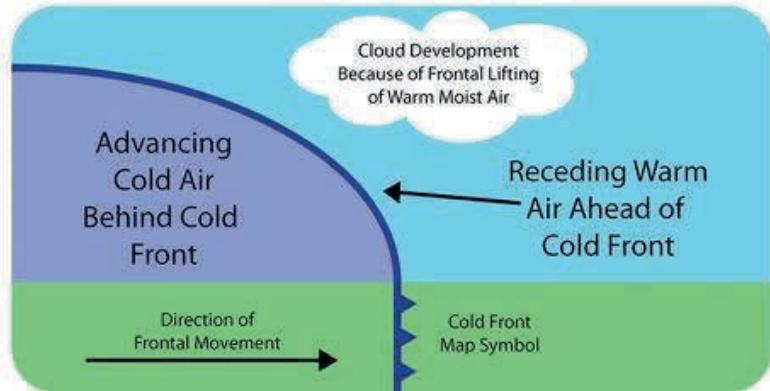 Cloud Development
Because of Frontal Lifting
of Warm Moist Air
Advancing
Cold Air
Behind Cold
Front
Receding Warm
Air Ahead of
Cold Front
Direction of
Frontal Movement
Cold Front
Map Symbol